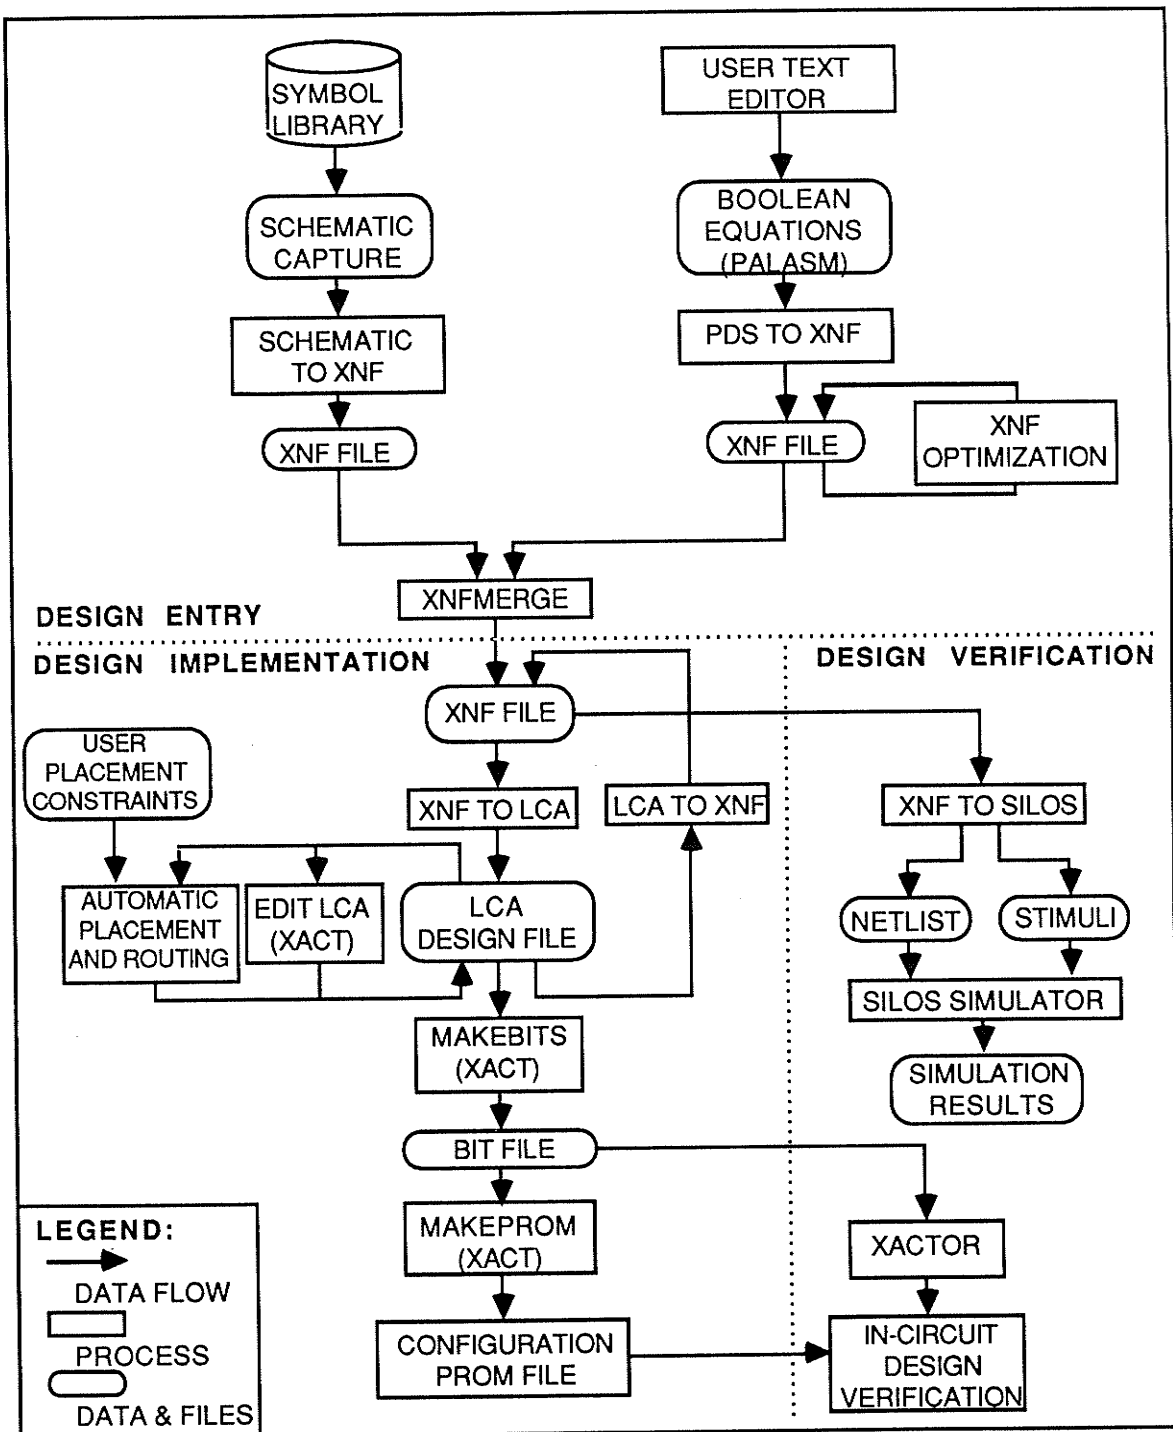 SYMBOL
LIBRARY
USER TEXT
EDITOR
SCHEMATIC
CAPTURE
BOOLEAN
EQUATIONS
(PALASM)
SCHEMATIC
TO XNF
PDS TO XNF
XNF FILE
XNF FILE
XNF
OPTIMIZATION
XNFMERGE
DESIGN ENTRY
DESIGN IMPLEMENTATION
DESIGN VERIFICATION
XNF FILE
USER
PLACEMENT
CONSTRAINTS
XNF TO LCA
LCA TO XNF
XNF TO SILOS
AUTOMATIC
PLACEMENT
AND ROUTING
EDIT LCA
(XACT)
LCA
DESIGN FILE
NETLIST
STIMULI
SILOS SIMULATOR
MAKEBITS
(XACT)
SIMULATION
RESULTS
BIT FILE
MAKEPROM
(XACT)
XACTOR
CONFIGURATION
PROM FILE
IN-CIRCUIT
DESIGN
VERIFICATION
LEGEND:
DATA FLOW
PROCESS
DATA & FILES